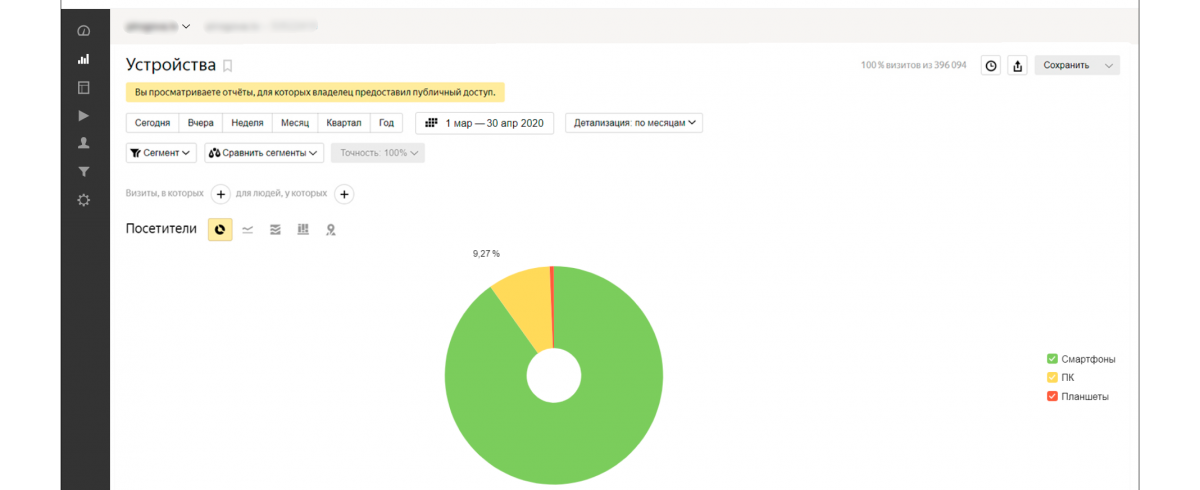 Устройства
100 % визитов из 396 094
Сохранить
Вы просматриваете отчёты, для которых владелец предоставил публичный доступ.
Сегодня Вчера Неделя Месяц Квартал Год
1 мар — 30 апр 2020
Детализация: по месяцам
Сегмент
Сравнить сегменты
Точность: 100%
Визиты, в которых + для людей, у которых +
Посетители
9,27 %
Смартфоны
ПК
Планшеты